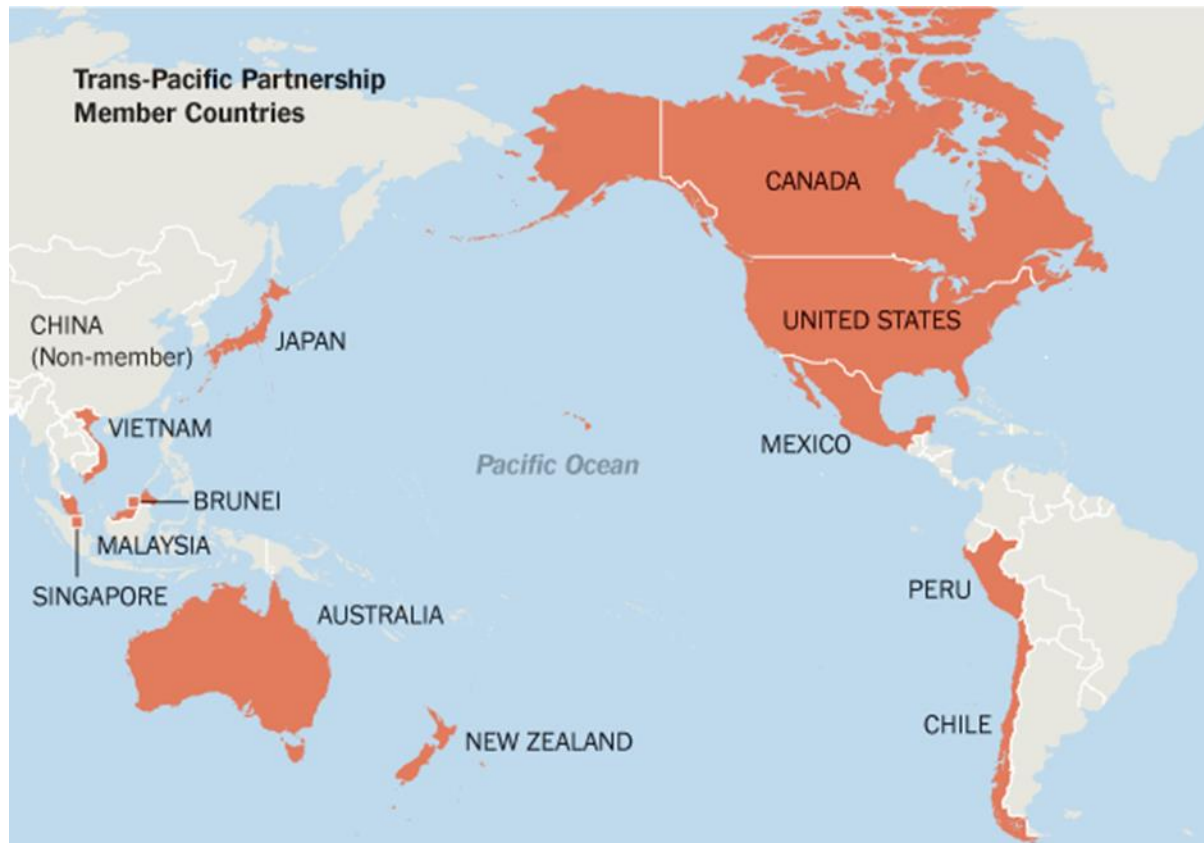 Trans-Pacific Partnership
Member Countries
CANADA
UNITED STATES
CHINA
(Non-member)
JAPAN
VIETNAM
MEXICO
Pacific Ocean
BRUNEI
MALAYSIA
SINGAPORE
PERU
AUSTRALIA
CHILE
NEW ZEALAND